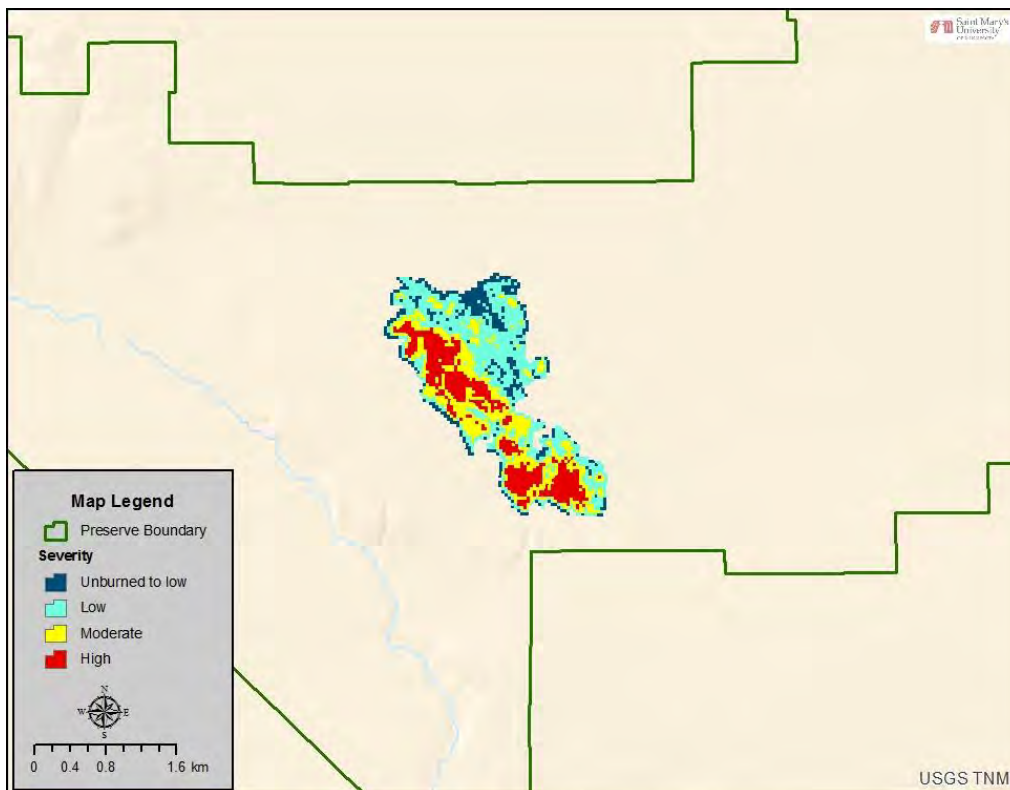 Saint Mary's
University
Map Legend
Preserve Boundary
Severity
Unburned to low
Low
Moderate
High
N
W E
S
0 0.4 0.8 1.6 km
USGS TNM